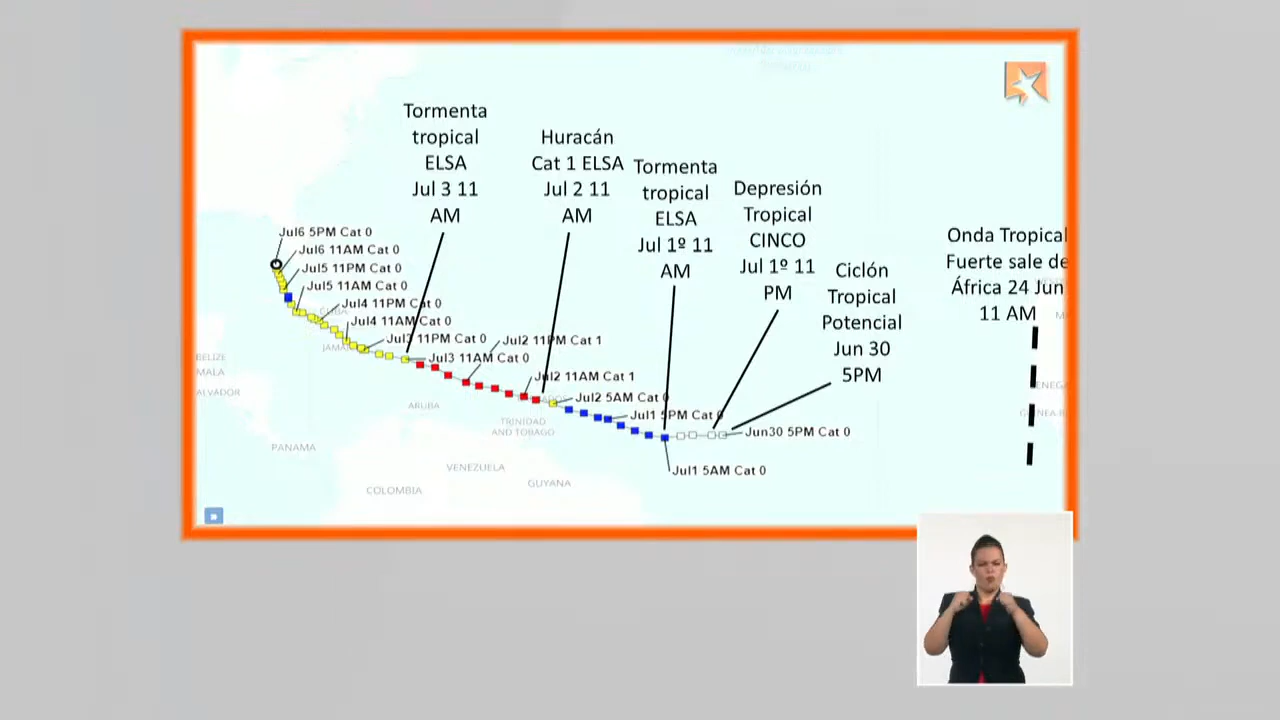 Tormenta
tropical
ELSA
Jul 3 11
AM
Huracán
Cat 1 ELSA
Jul 2 11
AM
Tormenta
tropical
ELSA
Jul 1º 11
AM
Depresión
Tropical
CINCO
Jul 1º 11
PM
Ciclón
Tropical
Potencial
Jun 30
5PM
Onda Tropical
Fuerte sale de
África 24 Jun
11 AM
Jul6 5PM Cat 0
Jul6 11AM Cat 0
Jul5 11PM Cat 0
Jul5 11AM Cat 0
Jul4 11PM Cat 0
Jul4 11AM Cat 0
Jul3 11PM Cat 0
Jul3 11AM Cat 0
Jul2 11PM Cat 1
Jul2 11AM Cat 1
Jul2 5AM Cat 0
Jul1 5PM Cat 0
Jun30 5PM Cat 0
Jul1 5AM Cat 0
CUBA
BELIZE
ARUBA
TRINIDAD
AND TOBAGO
PANAMA
VENEZUELA
GUYANA
COLOMBIA